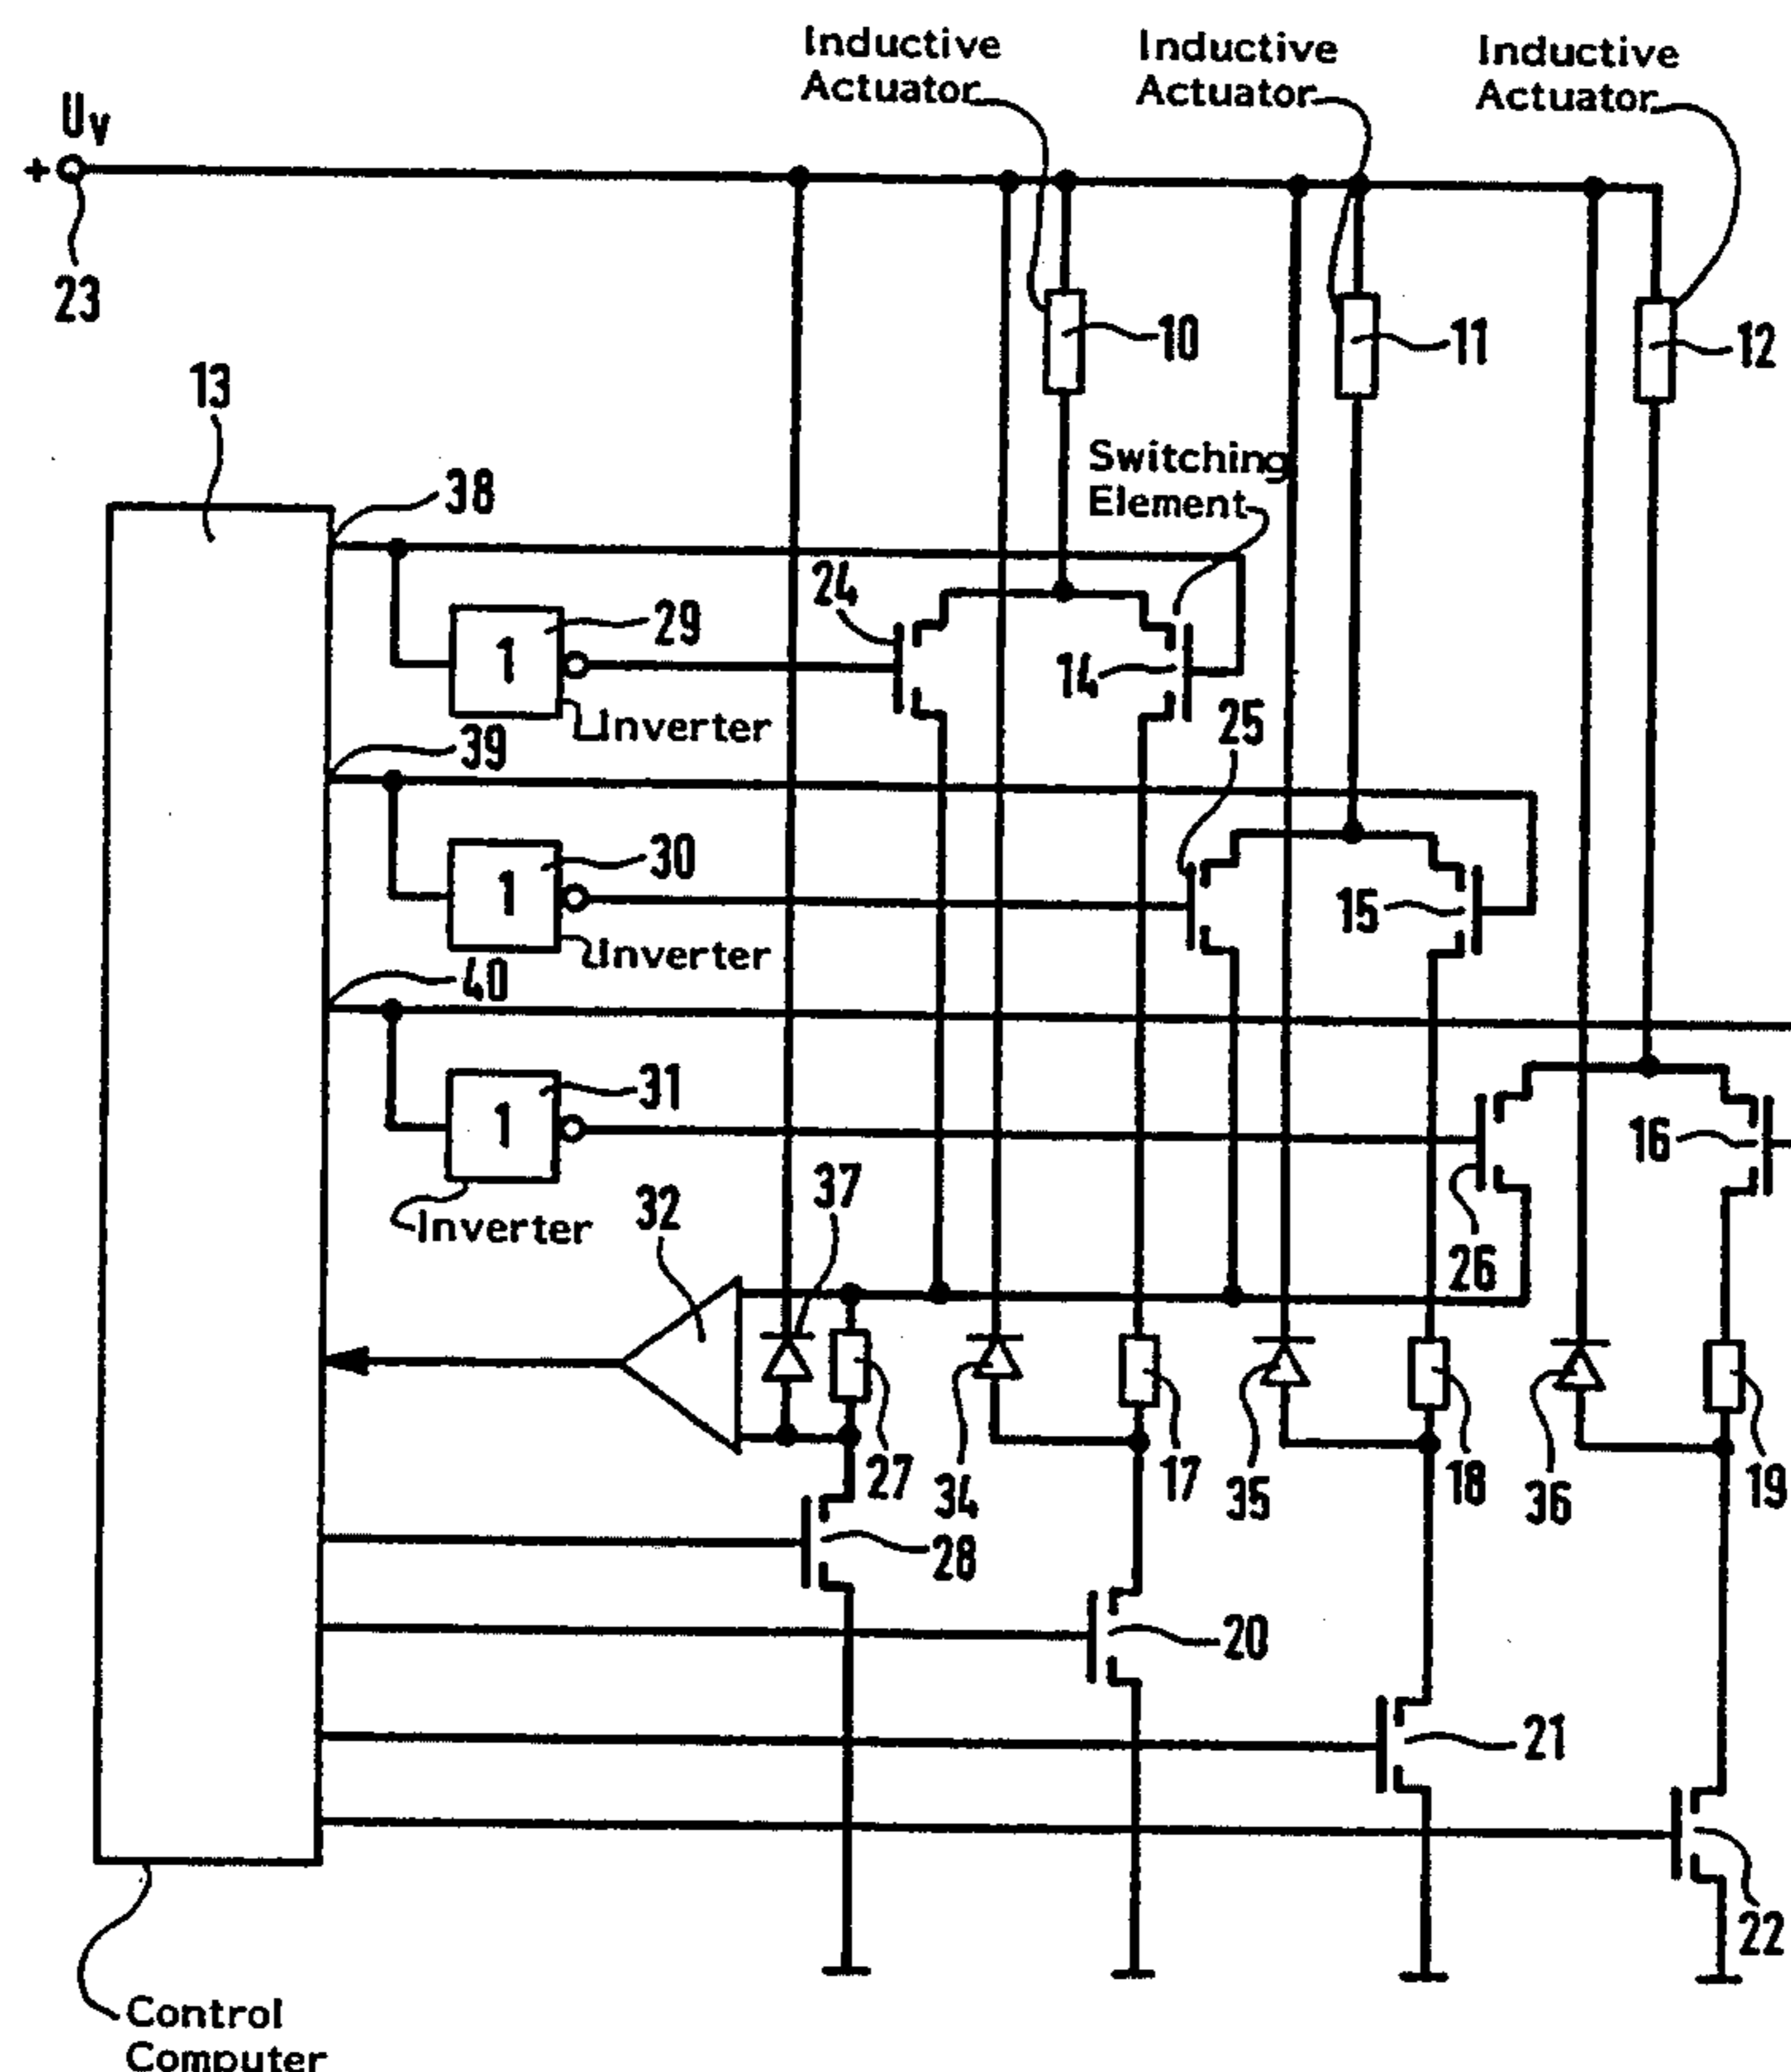 Inductive
Actuator
Inductive
Actuator
Inductive
Actuator
Uv
+
23
10
11
12
13
38
Switching
Element
24
29
1
14
Inverter
25
39
30
1
15
Inverter
40
31
1
16
37
32
26
Inverter
27
34
17
35
18
36
19
28
20
21
22
Control
Computer